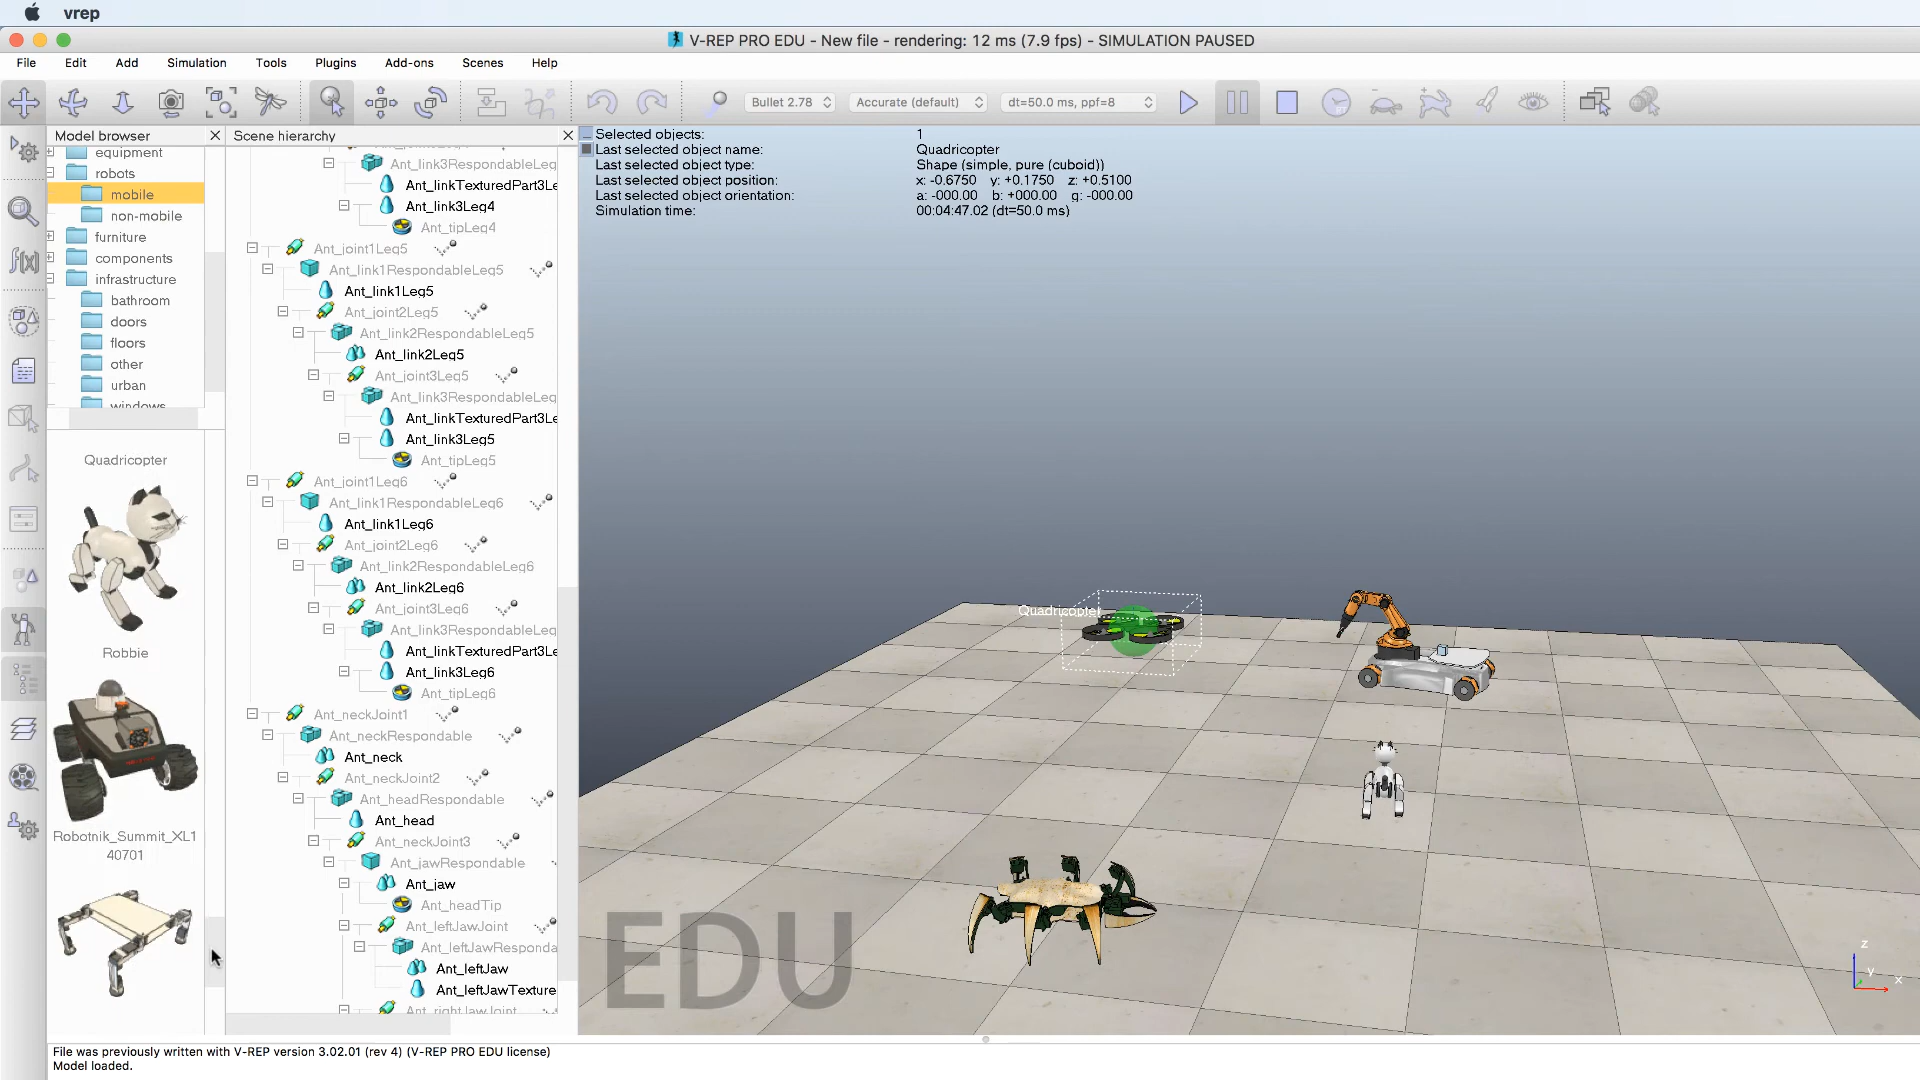 vrep
V-REP PRO EDU - New file - rendering: 12 ms (7.9 fps) - SIMULATION PAUSED
File Edit Add Simulation Tools Plugins Add-ons Scenes Help
Bullet 2.78 Accurate (default) dt=50.0 ms, ppf=8
Model browser
equipment
robots
mobile
non-mobile
furniture
components
infrastructure
bathroom
doors
floors
other
urban
windows
Quadricopter
Robbie
Robotnik_Summit_XL1
40701
Scene hierarchy
Ant_link3RespondableLeg
Ant_linkTexturedPart3Le
Ant_link3Leg4
Ant_tipLeg4
Ant_joint1Leg5
Ant_link1RespondableLeg5
Ant_link1Leg5
Ant_joint2Leg5
Ant_link2RespondableLeg5
Ant_link2Leg5
Ant_joint3Leg5
Ant_link3RespondableLeg
Ant_linkTexturedPart3Le
Ant_link3Leg5
Ant_tipLeg5
Ant_joint1Leg6
Ant_link1RespondableLeg6
Ant_link1Leg6
Ant_joint2Leg6
Ant_link2RespondableLeg6
Ant_link2Leg6
Ant_joint3Leg6
Ant_link3RespondableLeg
Ant_linkTexturedPart3Le
Ant_link3Leg6
Ant_tipLeg6
Ant_neckJoint1
Ant_neckRespondable
Ant_neck
Ant_neckJoint2
Ant_headRespondable
Ant_head
Ant_neckJoint3
Ant_jawRespondable
Ant_jaw
Ant_headTip
Ant_leftJawJoint
Ant_leftJawResponda
Ant_leftJaw
Ant_leftJawTexture
Ant_rightJawJoint
Selected objects: 1
Last selected object name: Quadricopter
Last selected object type: Shape (simple, pure (cuboid))
Last selected object position: x: -0.6750 y: +0.1750 z: +0.5100
Last selected object orientation: a: -000.00 b: +000.00 g: -000.00
Simulation time: 00:04:47.02 (dt=50.0 ms)
Quadricopter
EDU
z
y
x
File was previously written with V-REP version 3.02.01 (rev 4) (V-REP PRO EDU license)
Model loaded.